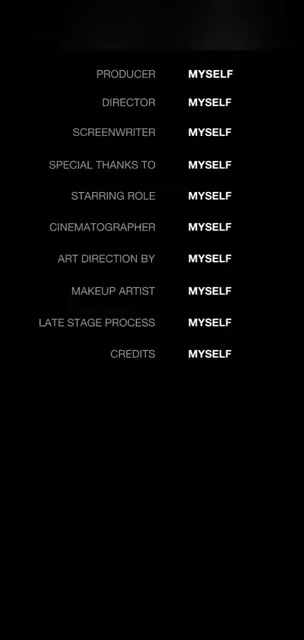 PRODUCER MYSELF
DIRECTOR MYSELF
SCREENWRITER MYSELF
SPECIAL THANKS TO MYSELF
STARRING ROLE MYSELF
CINEMATOGRAPHER MYSELF
ART DIRECTION BY MYSELF
MAKEUP ARTIST MYSELF
LATE STAGE PROCESS MYSELF
CREDITS MYSELF